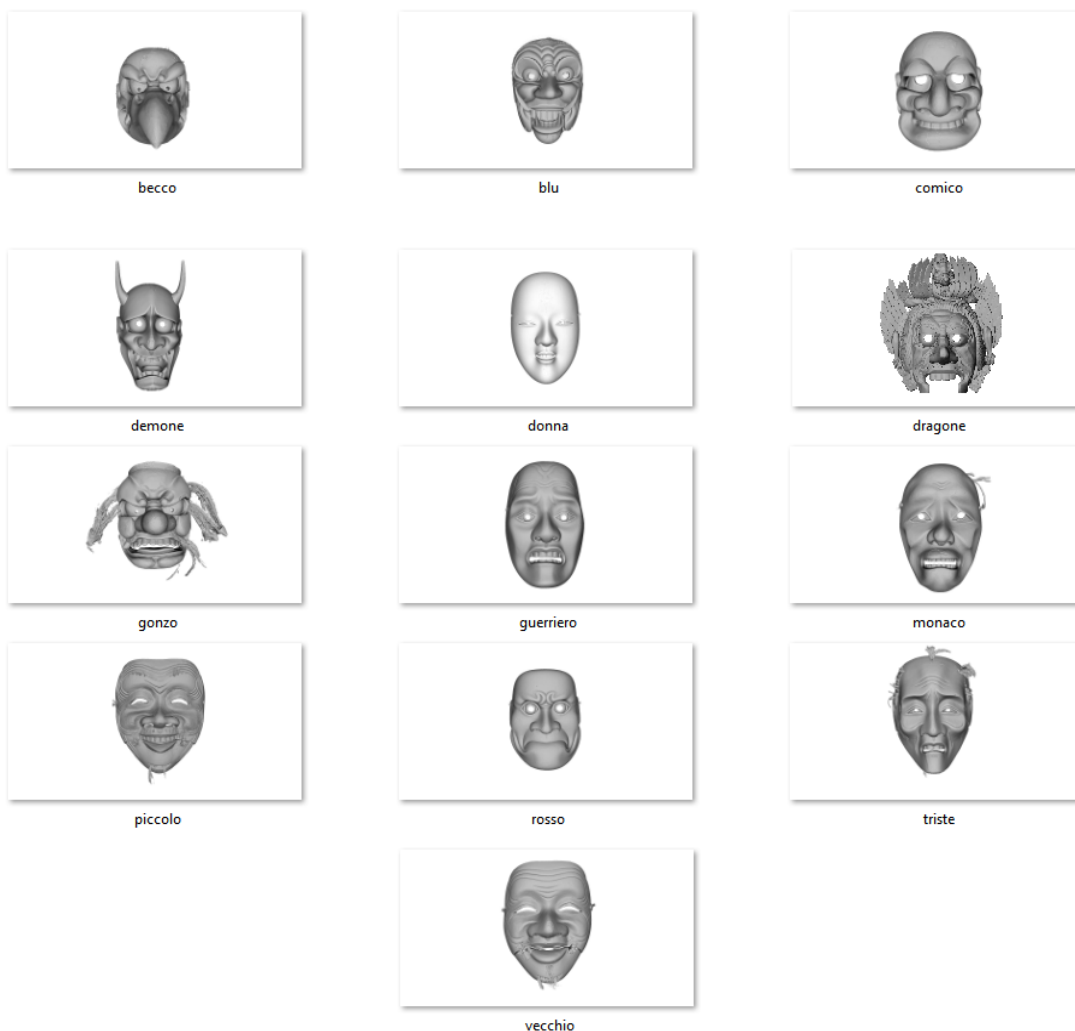 becco
blu
comico
demone
donna
dragone
gonzo
guerriero
monaco
piccolo
rosso
triste
vecchio